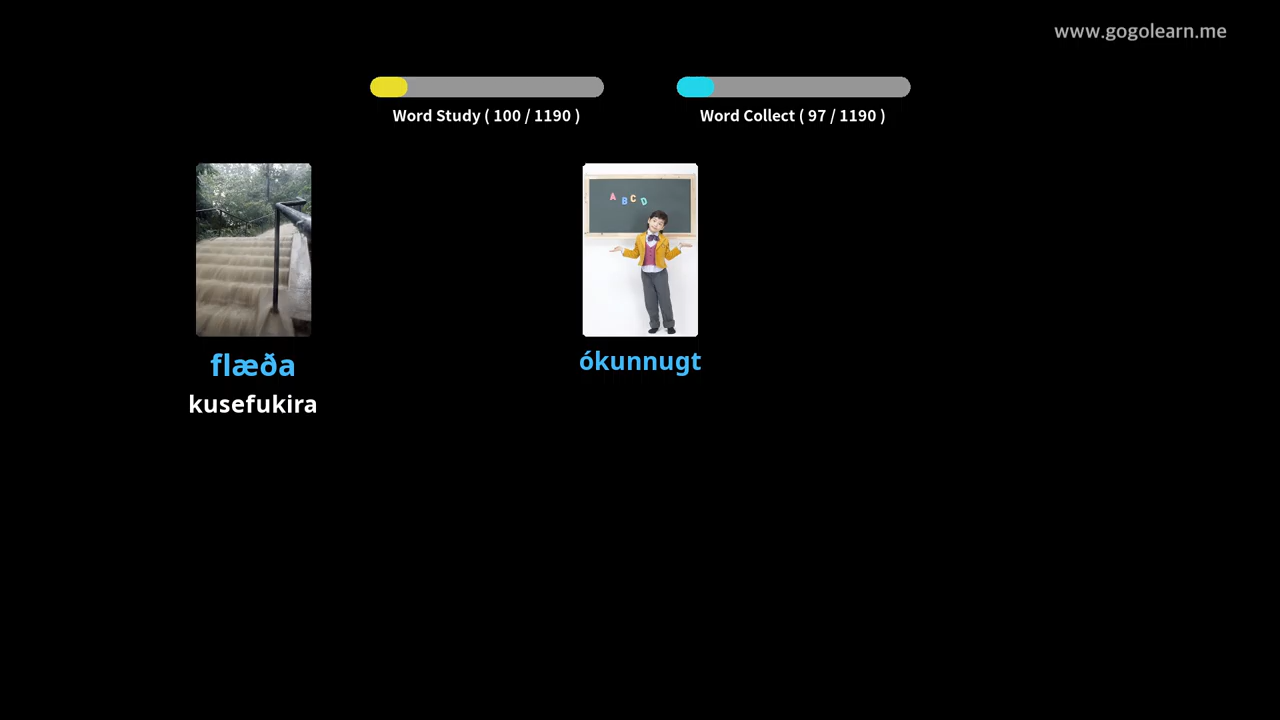 www.gogolearn.me
Word Study ( 100 / 1190 )
Word Collect ( 97 / 1190 )
A B C D
flæða
ókunnugt
kusefukira